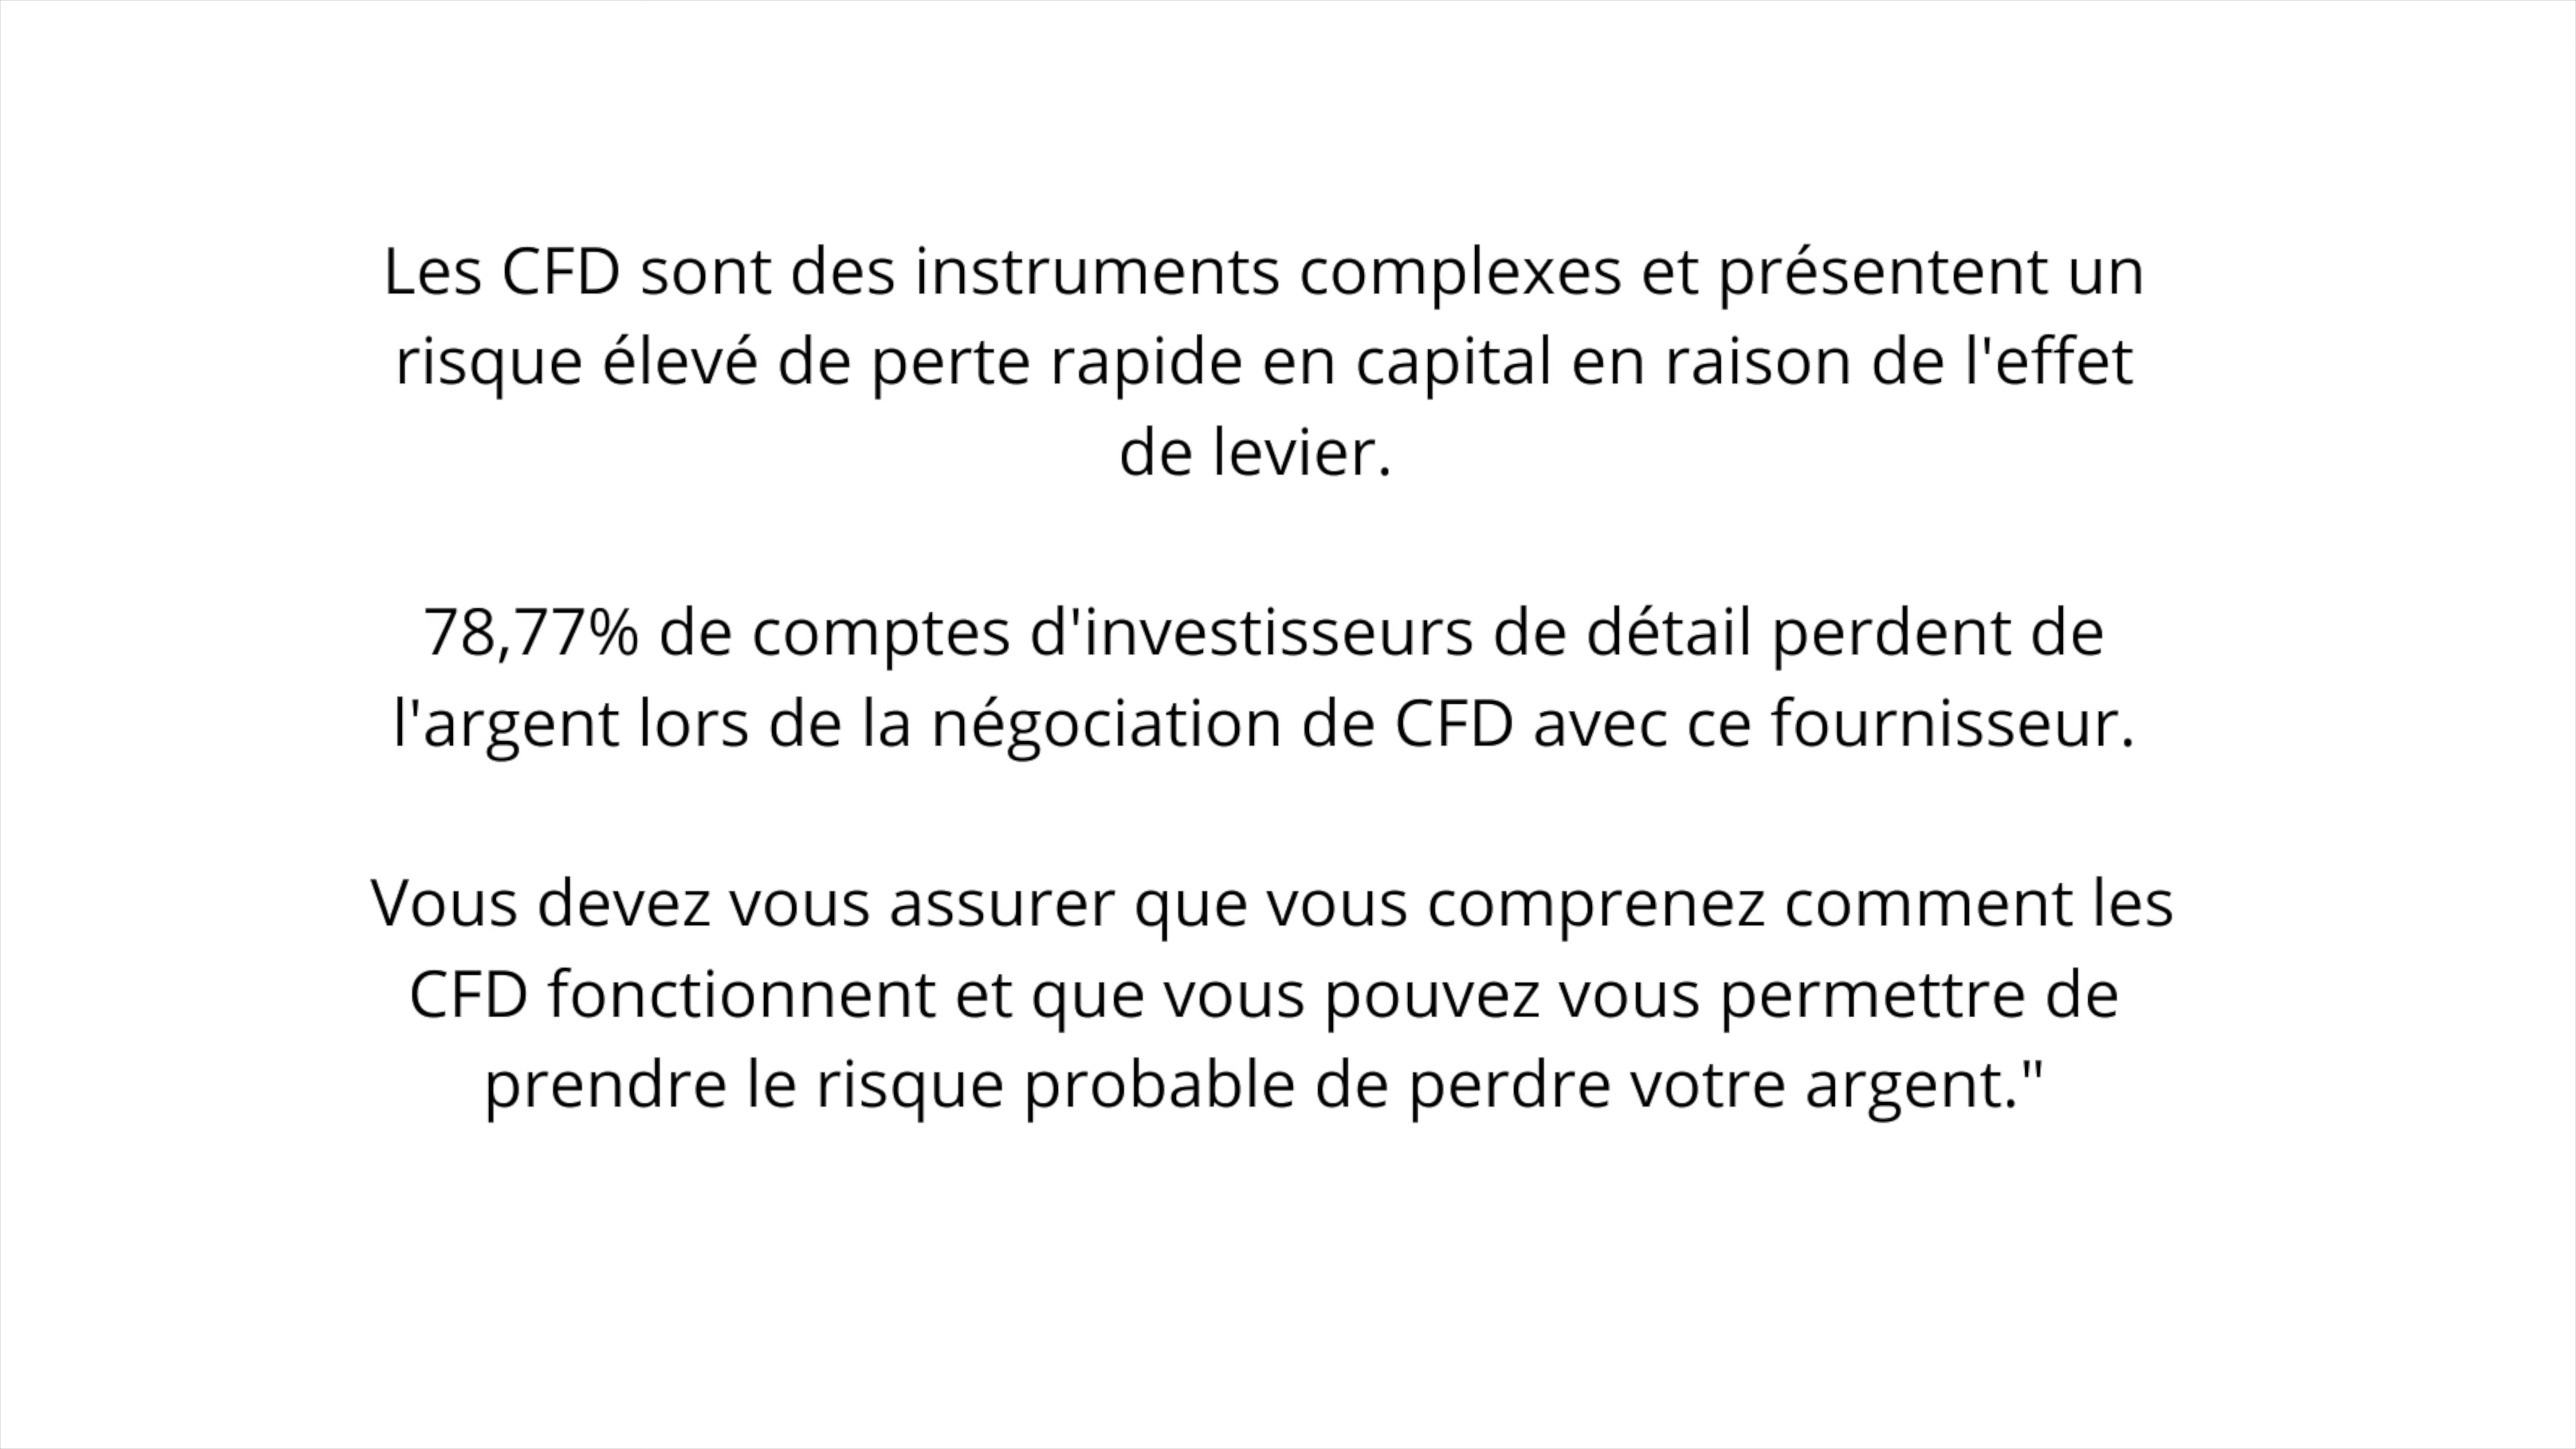 Les CFD sont des instruments complexes et présentent un
risque élevé de perte rapide en capital en raison de l'effet
de levier.
78,77% de comptes d'investisseurs de détail perdent de
l'argent lors de la négociation de CFD avec ce fournisseur.
Vous devez vous assurer que vous comprenez comment les
CFD fonctionnent et que vous pouvez vous permettre de
prendre le risque probable de perdre votre argent."